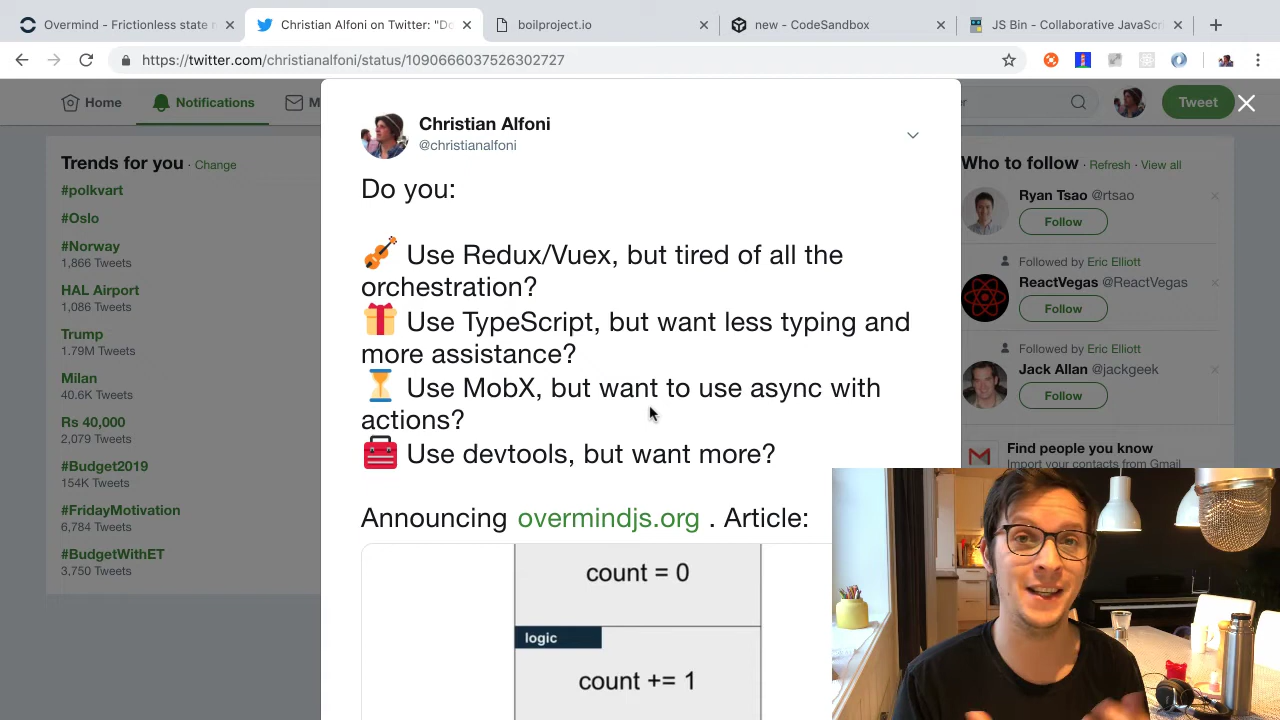 Overmind - Frictionless state
Christian Alfoni on Twitter: "Do
boilproject.io
new - CodeSandbox
JS Bin - Collaborative JavaScri
https://twitter.com/christianalfoni/status/1090666037526302727
Home
Notifications
M
Tweet
Trends for you · Change
#polkvart
#Oslo
#Norway
1,866 Tweets
HAL Airport
1,086 Tweets
Trump
1.79M Tweets
Milan
40.6K Tweets
Rs 40,000
2,079 Tweets
#Budget2019
154K Tweets
#FridayMotivation
6,784 Tweets
#BudgetWithET
3,750 Tweets
Christian Alfoni
@christianalfoni
Do you:
🎻 Use Redux/Vuex, but tired of all the
orchestration?
🎁 Use TypeScript, but want less typing and
more assistance?
⏳ Use MobX, but want to use async with
actions?
🧰 Use devtools, but want more?
Announcing overmindjs.org . Article:
count = 0
logic
count += 1
Who to follow · Refresh · View all
Ryan Tsao @rtsao
Follow
Followed by Eric Elliott
ReactVegas @ReactVegas
Follow
Followed by Eric Elliott
Jack Allan @jackgeek
Follow
Find people you know
Import your contacts from Gmail